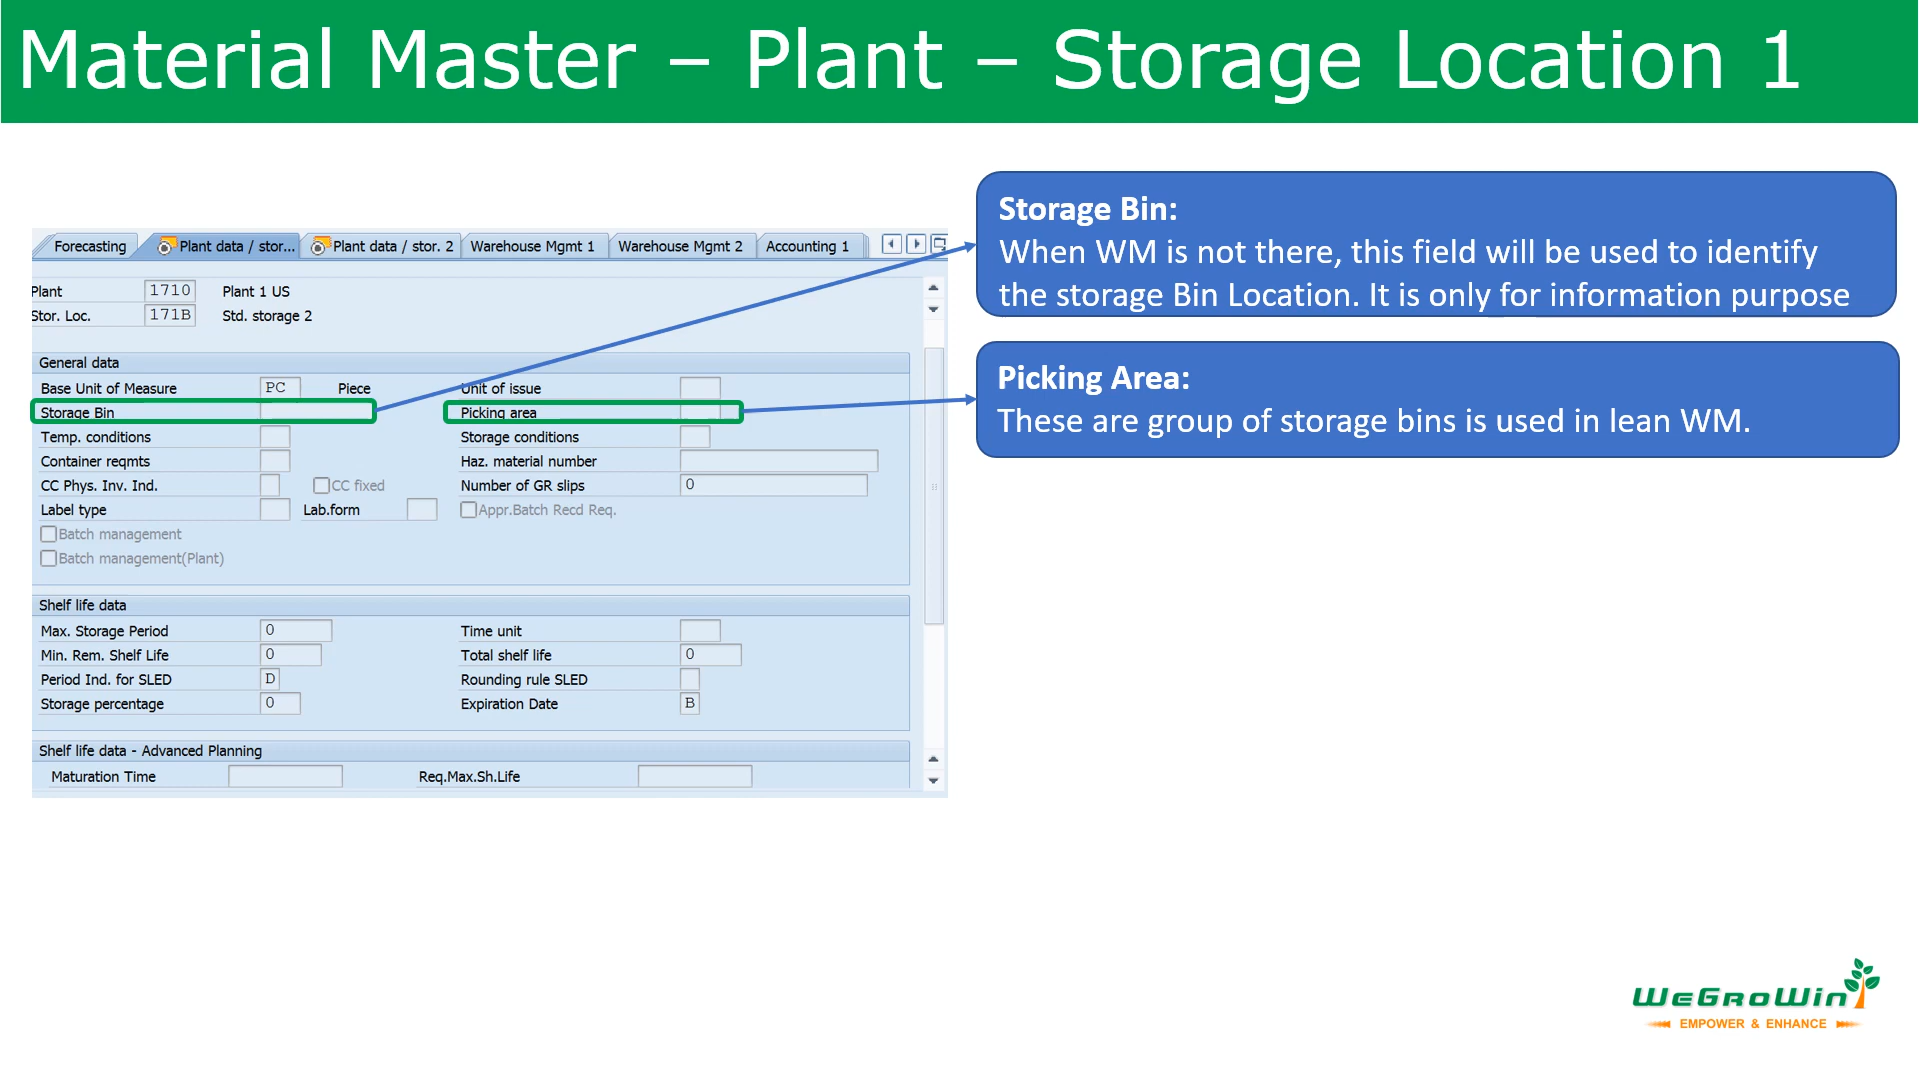 Material Master – Plant – Storage Location 1
Storage Bin:
When WM is not there, this field will be used to identify
the storage Bin Location. It is only for information purpose
Picking Area:
These are group of storage bins is used in lean WM.
Forecasting Plant data / stor... Plant data / stor. 2 Warehouse Mgmt 1 Warehouse Mgmt 2 Accounting 1
Plant 1710 Plant 1 US
Stor. Loc. 171B Std. storage 2
General data
Base Unit of Measure PC Piece Unit of issue
Storage Bin Picking area
Temp. conditions Storage conditions
Container reqmts Haz. material number
CC Phys. Inv. Ind. CC fixed Number of GR slips 0
Label type Lab.form Appr.Batch Recd Req.
Batch management
Batch management(Plant)
Shelf life data
Max. Storage Period 0 Time unit
Min. Rem. Shelf Life 0 Total shelf life 0
Period Ind. for SLED D Rounding rule SLED
Storage percentage 0 Expiration Date B
Shelf life data - Advanced Planning
Maturation Time Req.Max.Sh.Life
WeGroWin
EMPOWER & ENHANCE